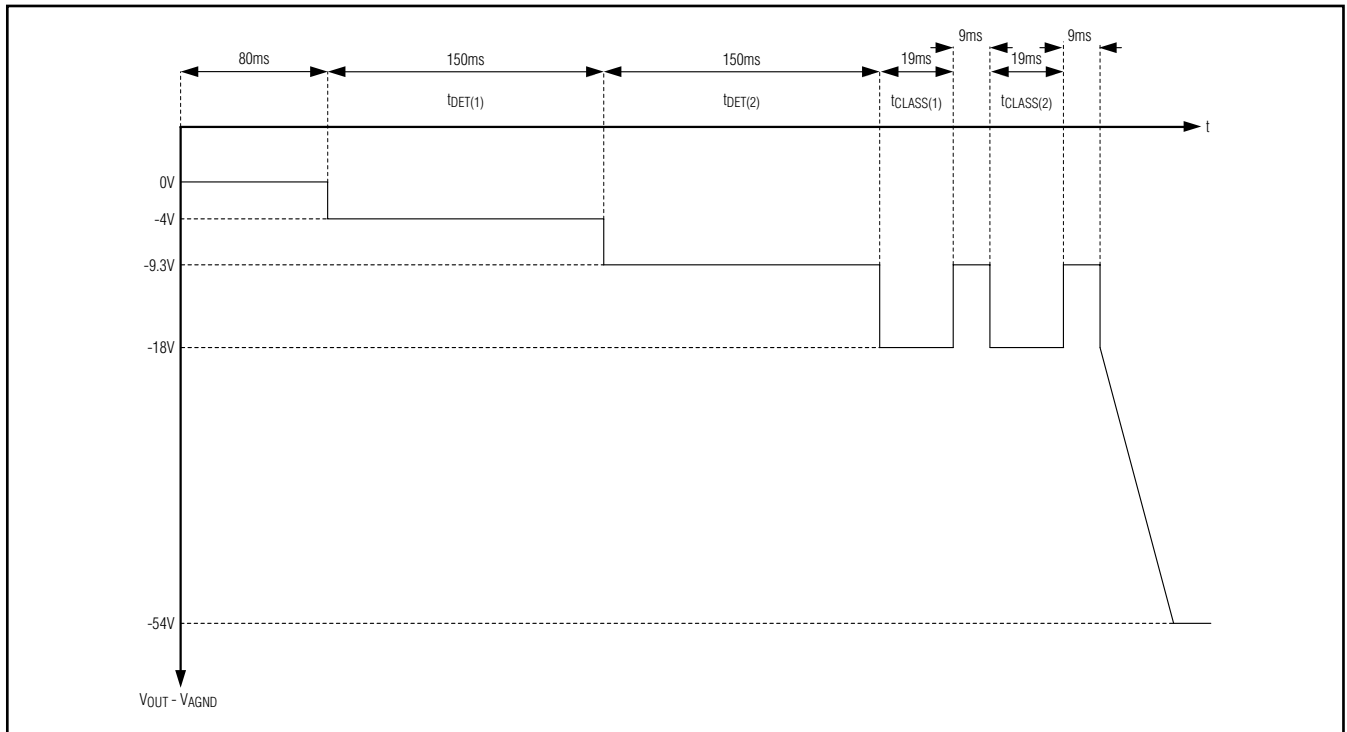 9ms
9ms
80ms
150ms
150ms
19ms
19ms
tDET(1)
tDET(2)
tCLASS(1)
tCLASS(2)
t
0V
-4V
-9.3V
-18V
-54V
VOUT - VAGND